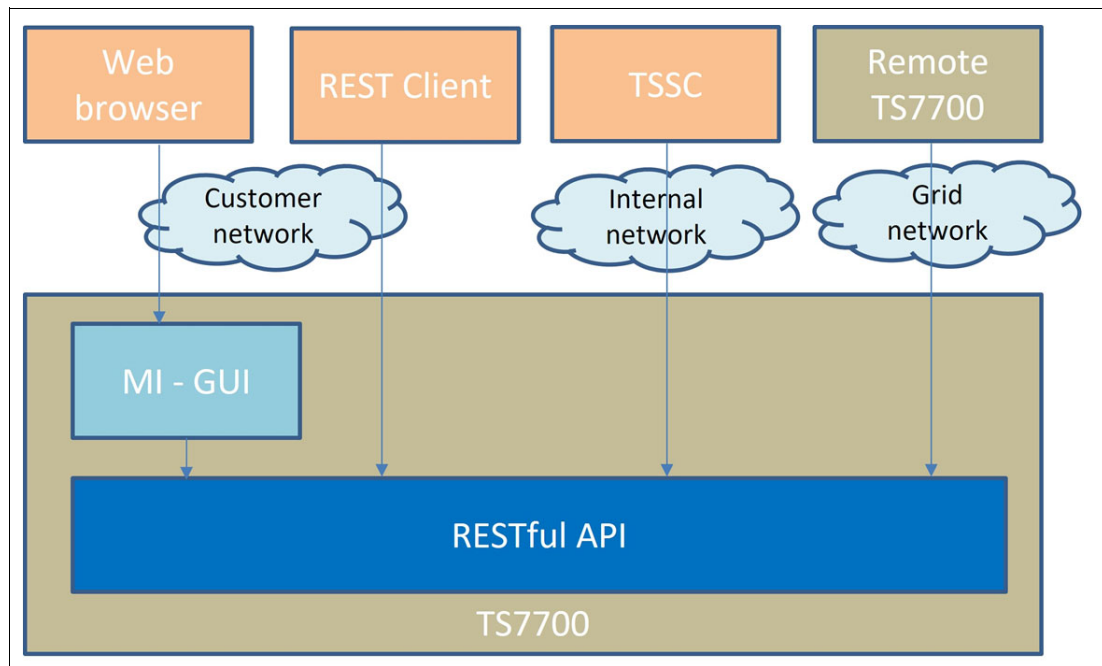 Web
browser
REST Client
TSSC
Remote
TS7700
Customer
network
Internal
network
Grid
network
MI - GUI
RESTful API
TS7700